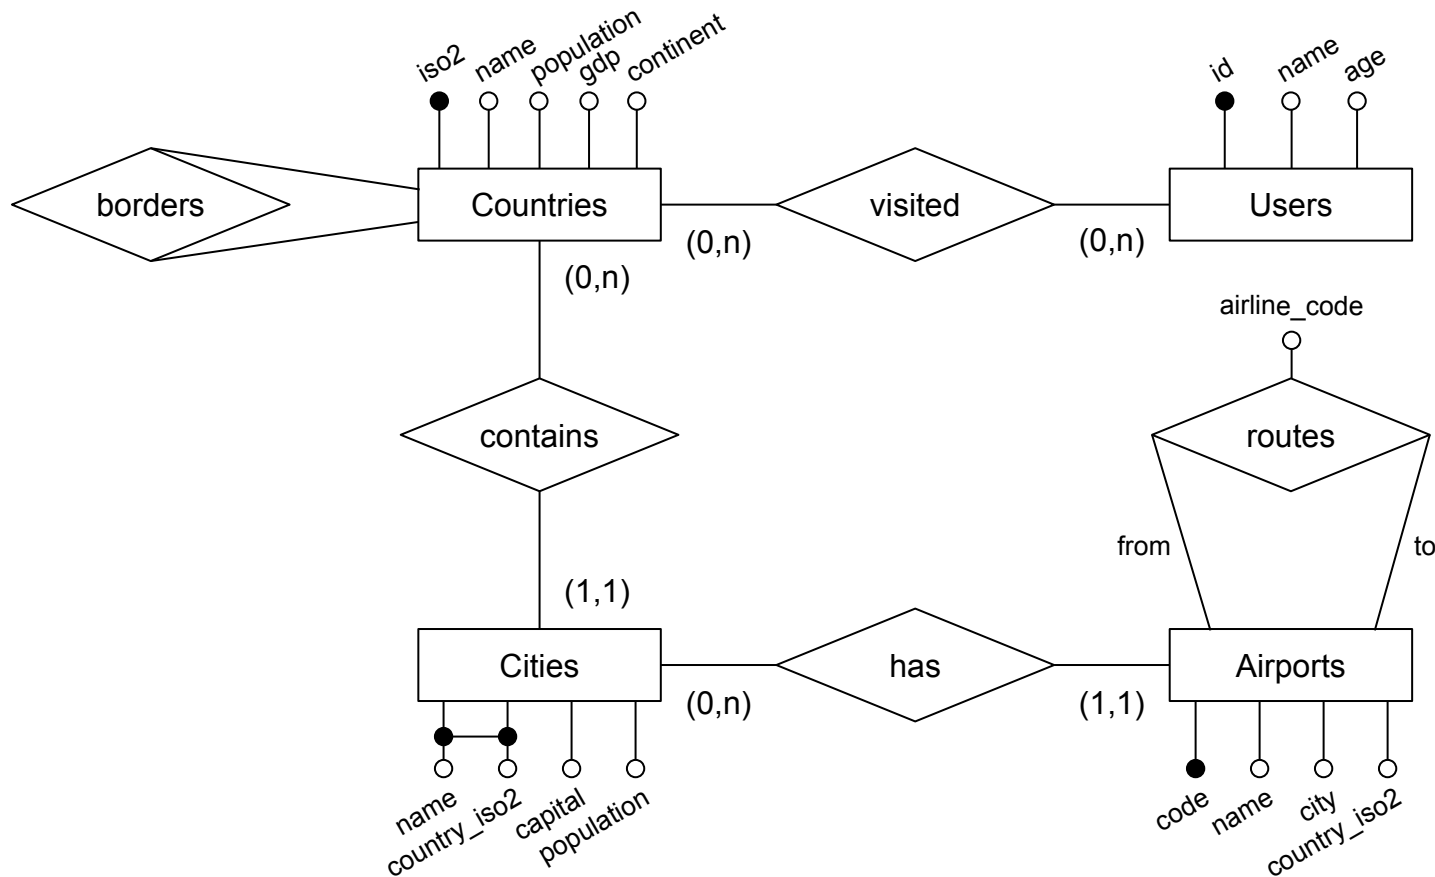 iso2
name
population
gdp
continent
id
name
age
borders
Countries
visited
Users
(0,n)
(0,n)
(0,n)
airline_code
contains
routes
from
to
(1,1)
Cities
has
Airports
(0,n)
(1,1)
name
country_iso2
capital
population
code
name
city
country_iso2